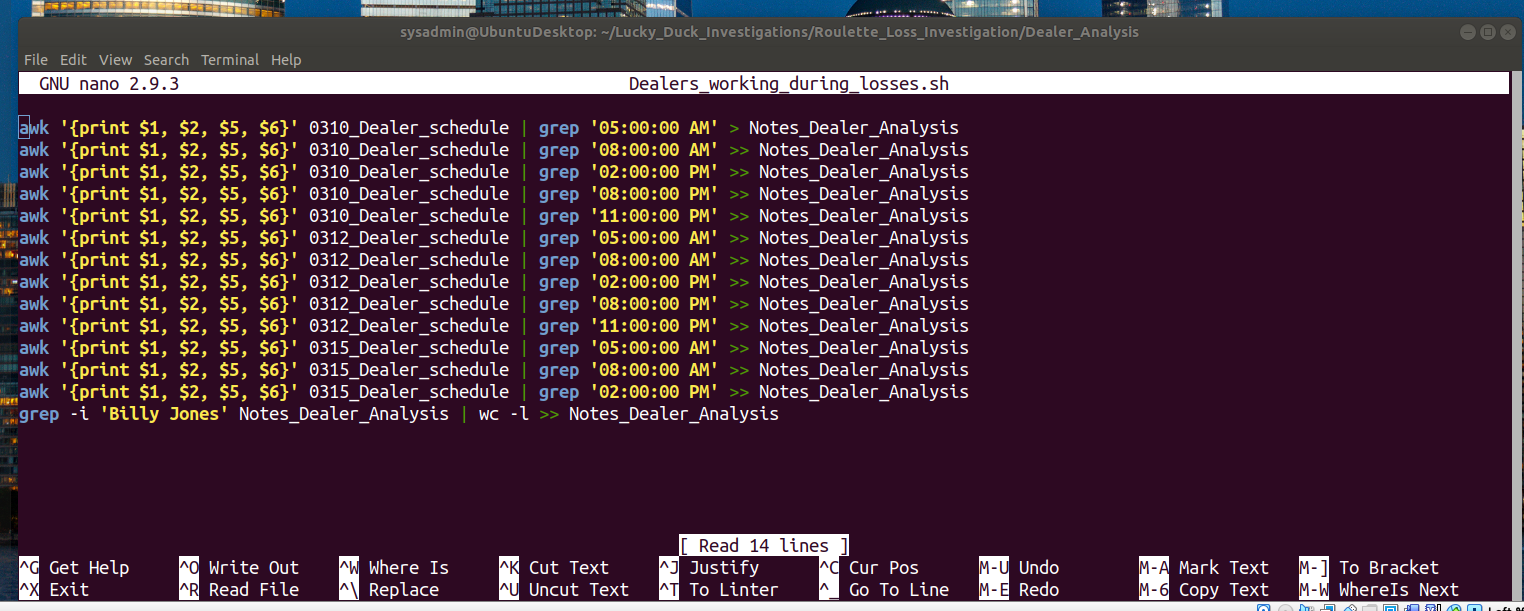 sysadmin@UbuntuDesktop: ~/Lucky_Duck_Investigations/Roulette_Loss_Investigation/Dealer_Analysis
File Edit View Search Terminal Help
GNU nano 2.9.3 Dealers_working_during_losses.sh
awk '{print $1, $2, $5, $6}' 0310_Dealer_schedule | grep '05:00:00 AM' > Notes_Dealer_Analysis
awk '{print $1, $2, $5, $6}' 0310_Dealer_schedule | grep '08:00:00 AM' >> Notes_Dealer_Analysis
awk '{print $1, $2, $5, $6}' 0310_Dealer_schedule | grep '02:00:00 PM' >> Notes_Dealer_Analysis
awk '{print $1, $2, $5, $6}' 0310_Dealer_schedule | grep '08:00:00 PM' >> Notes_Dealer_Analysis
awk '{print $1, $2, $5, $6}' 0310_Dealer_schedule | grep '11:00:00 PM' >> Notes_Dealer_Analysis
awk '{print $1, $2, $5, $6}' 0312_Dealer_schedule | grep '05:00:00 AM' >> Notes_Dealer_Analysis
awk '{print $1, $2, $5, $6}' 0312_Dealer_schedule | grep '08:00:00 AM' >> Notes_Dealer_Analysis
awk '{print $1, $2, $5, $6}' 0312_Dealer_schedule | grep '02:00:00 PM' >> Notes_Dealer_Analysis
awk '{print $1, $2, $5, $6}' 0312_Dealer_schedule | grep '08:00:00 PM' >> Notes_Dealer_Analysis
awk '{print $1, $2, $5, $6}' 0312_Dealer_schedule | grep '11:00:00 PM' >> Notes_Dealer_Analysis
awk '{print $1, $2, $5, $6}' 0315_Dealer_schedule | grep '05:00:00 AM' >> Notes_Dealer_Analysis
awk '{print $1, $2, $5, $6}' 0315_Dealer_schedule | grep '08:00:00 AM' >> Notes_Dealer_Analysis
awk '{print $1, $2, $5, $6}' 0315_Dealer_schedule | grep '02:00:00 PM' >> Notes_Dealer_Analysis
grep -i 'Billy Jones' Notes_Dealer_Analysis | wc -l >> Notes_Dealer_Analysis
[ Read 14 lines ]
^G Get Help ^O Write Out ^W Where Is ^K Cut Text ^J Justify ^C Cur Pos M-U Undo M-A Mark Text M-] To Bracket
^X Exit ^R Read File ^\ Replace ^U Uncut Text ^T To Linter ^_ Go To Line M-E Redo M-6 Copy Text M-W WhereIs Next